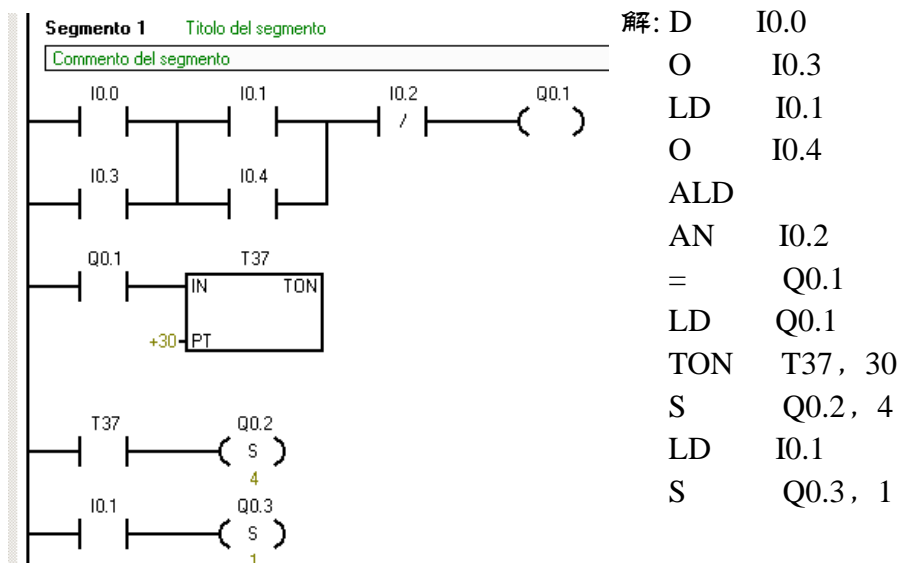 Segmento 1 Titolo del segmento
Commento del segmento
I0.0 I0.1 I0.2 Q0.1
/
I0.3 I0.4
Q0.1 T37
IN TON
+30 PT
T37 Q0.2
S
4
I0.1 Q0.3
S
1
解: D I0.0
O I0.3
LD I0.1
O I0.4
ALD
AN I0.2
= Q0.1
LD Q0.1
TON T37，30
S Q0.2，4
LD I0.1
S Q0.3，1